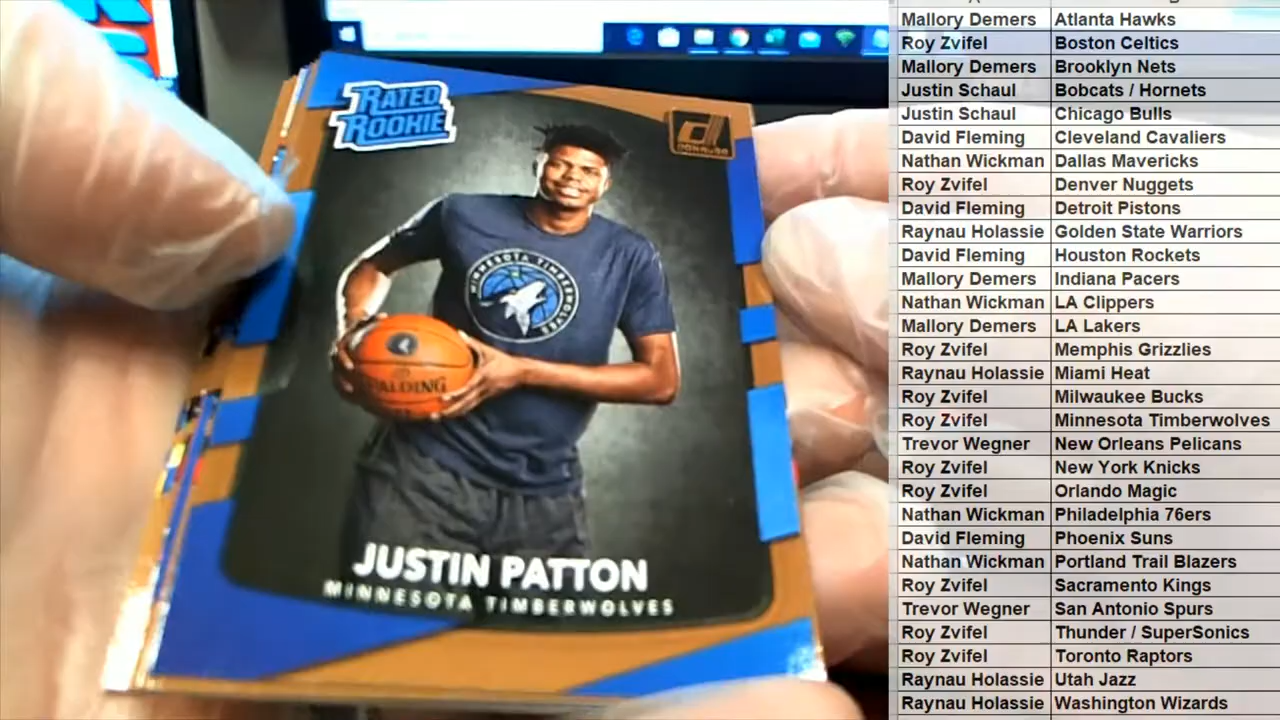 RATED
ROOKIE
DONRUSS
MINNESOTA TIMBERWOLVES
SPALDING
JUSTIN PATTON
MINNESOTA TIMBERWOLVES
Mallory Demers Atlanta Hawks
Roy Zvifel Boston Celtics
Mallory Demers Brooklyn Nets
Justin Schaul Bobcats / Hornets
Justin Schaul Chicago Bulls
David Fleming Cleveland Cavaliers
Nathan Wickman Dallas Mavericks
Roy Zvifel Denver Nuggets
David Fleming Detroit Pistons
Raynau Holassie Golden State Warriors
David Fleming Houston Rockets
Mallory Demers Indiana Pacers
Nathan Wickman LA Clippers
Mallory Demers LA Lakers
Roy Zvifel Memphis Grizzlies
Raynau Holassie Miami Heat
Roy Zvifel Milwaukee Bucks
Roy Zvifel Minnesota Timberwolves
Trevor Wegner New Orleans Pelicans
Roy Zvifel New York Knicks
Roy Zvifel Orlando Magic
Nathan Wickman Philadelphia 76ers
David Fleming Phoenix Suns
Nathan Wickman Portland Trail Blazers
Roy Zvifel Sacramento Kings
Trevor Wegner San Antonio Spurs
Roy Zvifel Thunder / SuperSonics
Roy Zvifel Toronto Raptors
Raynau Holassie Utah Jazz
Raynau Holassie Washington Wizards